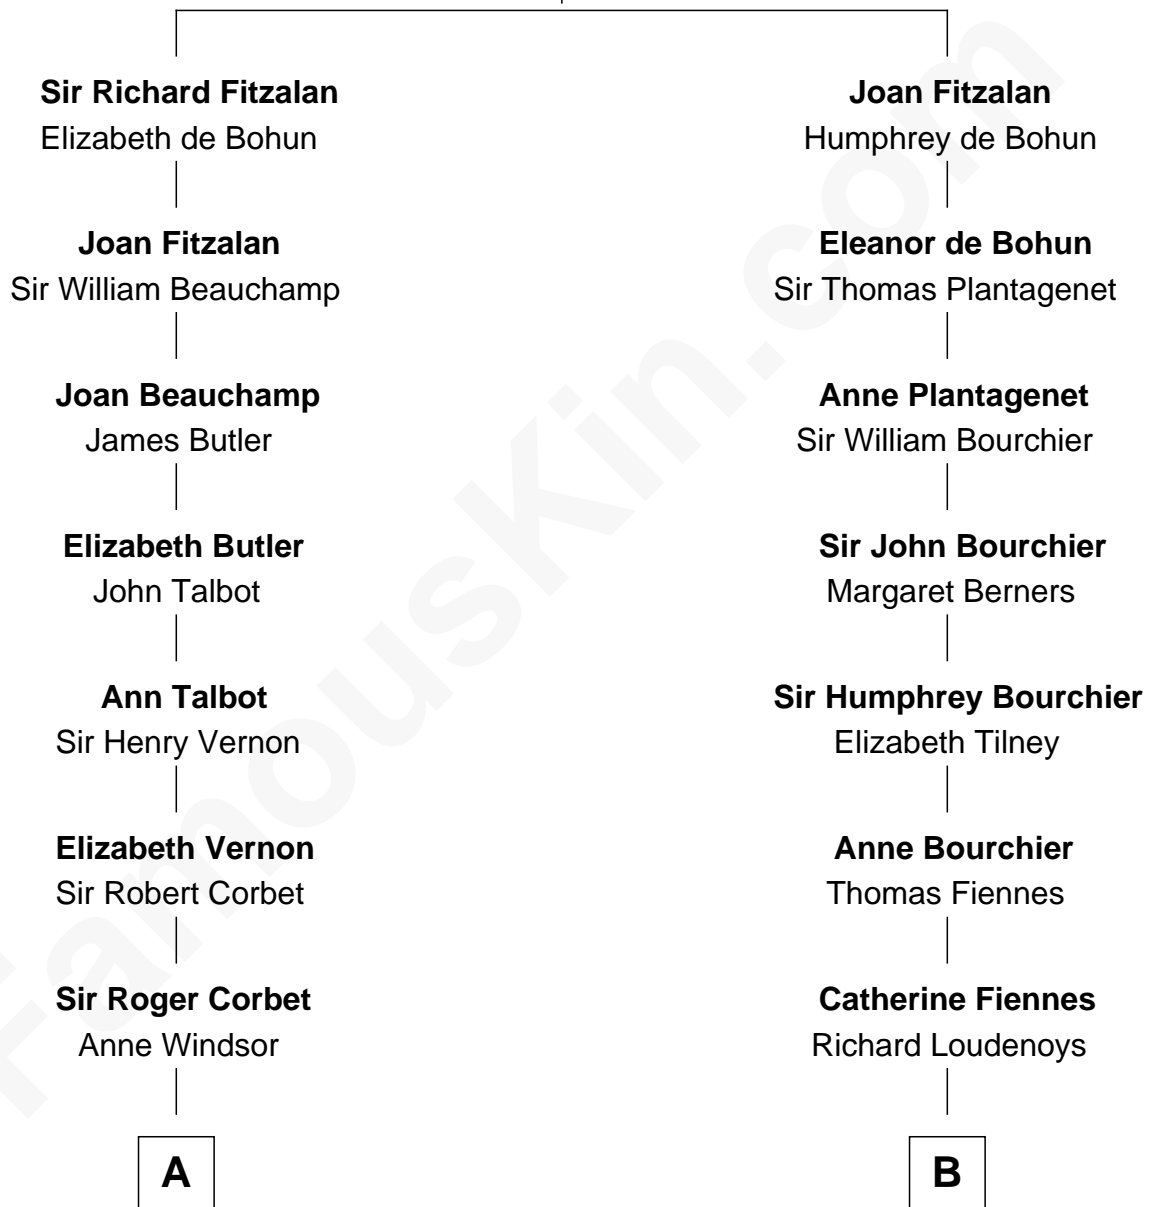 Sir Richard Fitzalan
Elizabeth de Bohun
Joan Fitzalan
Sir William Beauchamp
Joan Beauchamp
James Butler
Elizabeth Butler
John Talbot
Ann Talbot
Sir Henry Vernon
Elizabeth Vernon
Sir Robert Corbet
Sir Roger Corbet
Anne Windsor
A
Joan Fitzalan
Humphrey de Bohun
Eleanor de Bohun
Sir Thomas Plantagenet
Anne Plantagenet
Sir William Bourchier
Sir John Bourchier
Margaret Berners
Sir Humphrey Bourchier
Elizabeth Tilney
Anne Bourchier
Thomas Fiennes
Catherine Fiennes
Richard Loudenoys
B
FamousKin.com